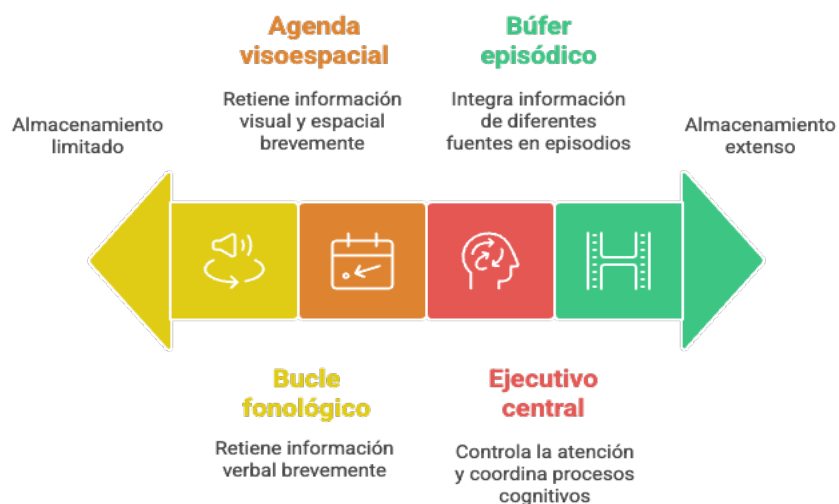 Agenda
visoespacial
Retiene información
visual y espacial
brevemente
Búfer
episódico
Integra información
de diferentes
fuentes en episodios
Almacenamiento
limitado
Almacenamiento
extenso
Bucle
fonológico
Retiene información
verbal brevemente
Ejecutivo
central
Controla la atención
y coordina procesos
cognitivos